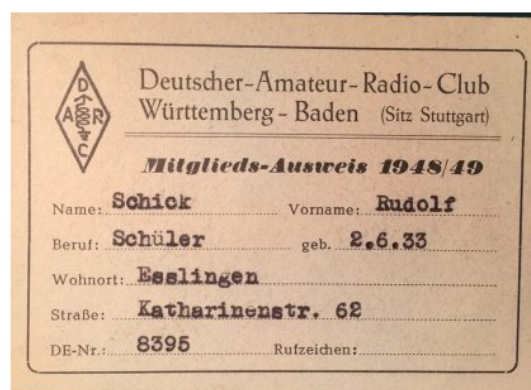 D
A R
C
Deutscher-Amateur-Radio-Club
Württemberg-Baden (Sitz Stuttgart)
Mitglieds-Ausweis 1948/49
Name: Schick Vorname: Rudolf
Beruf: Schüler geb. 2.6.33
Wohnort: Esslingen
Straße: Katharinenstr. 62
DE-Nr.: 8395 Rufzeichen: